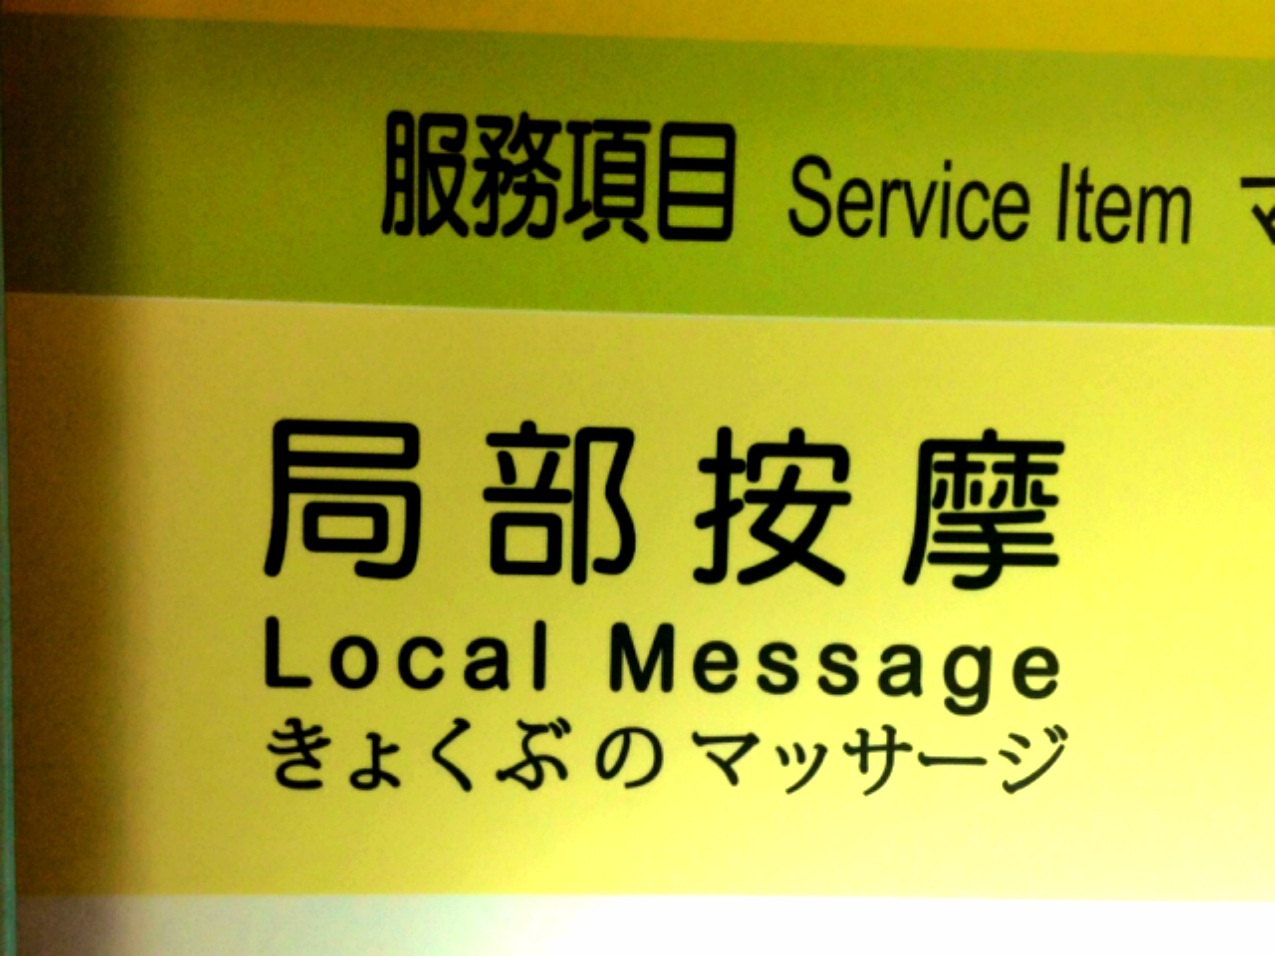 服務項目 Service Item マ
局部按摩
Local Message
きょくぶのマッサージ